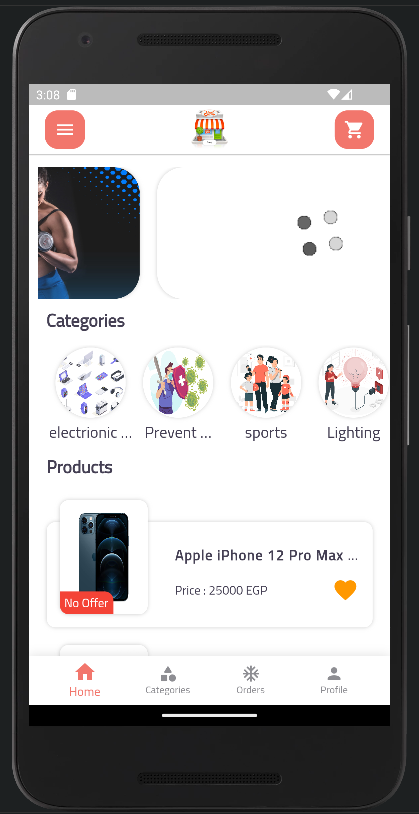 3:08
Categories
electrionic ...
Prevent ...
sports
Lighting
Products
Apple iPhone 12 Pro Max ...
Price : 25000 EGP
No Offer
Home
Categories
Orders
Profile